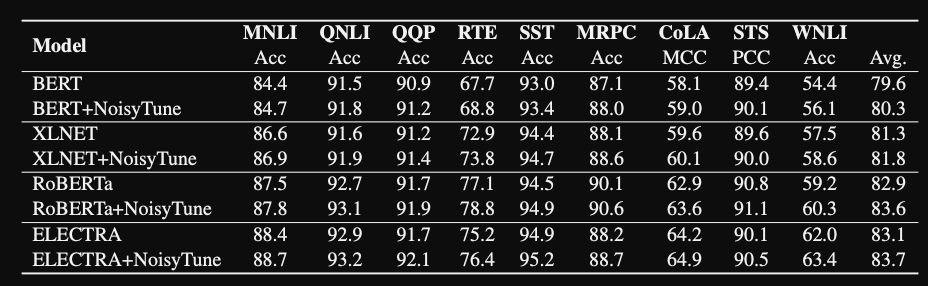 Model MNLI QNLI QQP RTE SST MRPC CoLA STS WNLI
Acc Acc Acc Acc Acc Acc MCC PCC Acc Avg.
BERT 84.4 91.5 90.9 67.7 93.0 87.1 58.1 89.4 54.4 79.6
BERT+NoisyTune 84.7 91.8 91.2 68.8 93.4 88.0 59.0 90.1 56.1 80.3
XLNET 86.6 91.6 91.2 72.9 94.4 88.1 59.6 89.6 57.5 81.3
XLNET+NoisyTune 86.9 91.9 91.4 73.8 94.7 88.6 60.1 90.0 58.6 81.8
RoBERTa 87.5 92.7 91.7 77.1 94.5 90.1 62.9 90.8 59.2 82.9
RoBERTa+NoisyTune 87.8 93.1 91.9 78.8 94.9 90.6 63.6 91.1 60.3 83.6
ELECTRA 88.4 92.9 91.7 75.2 94.9 88.2 64.2 90.1 62.0 83.1
ELECTRA+NoisyTune 88.7 93.2 92.1 76.4 95.2 88.7 64.9 90.5 63.4 83.7